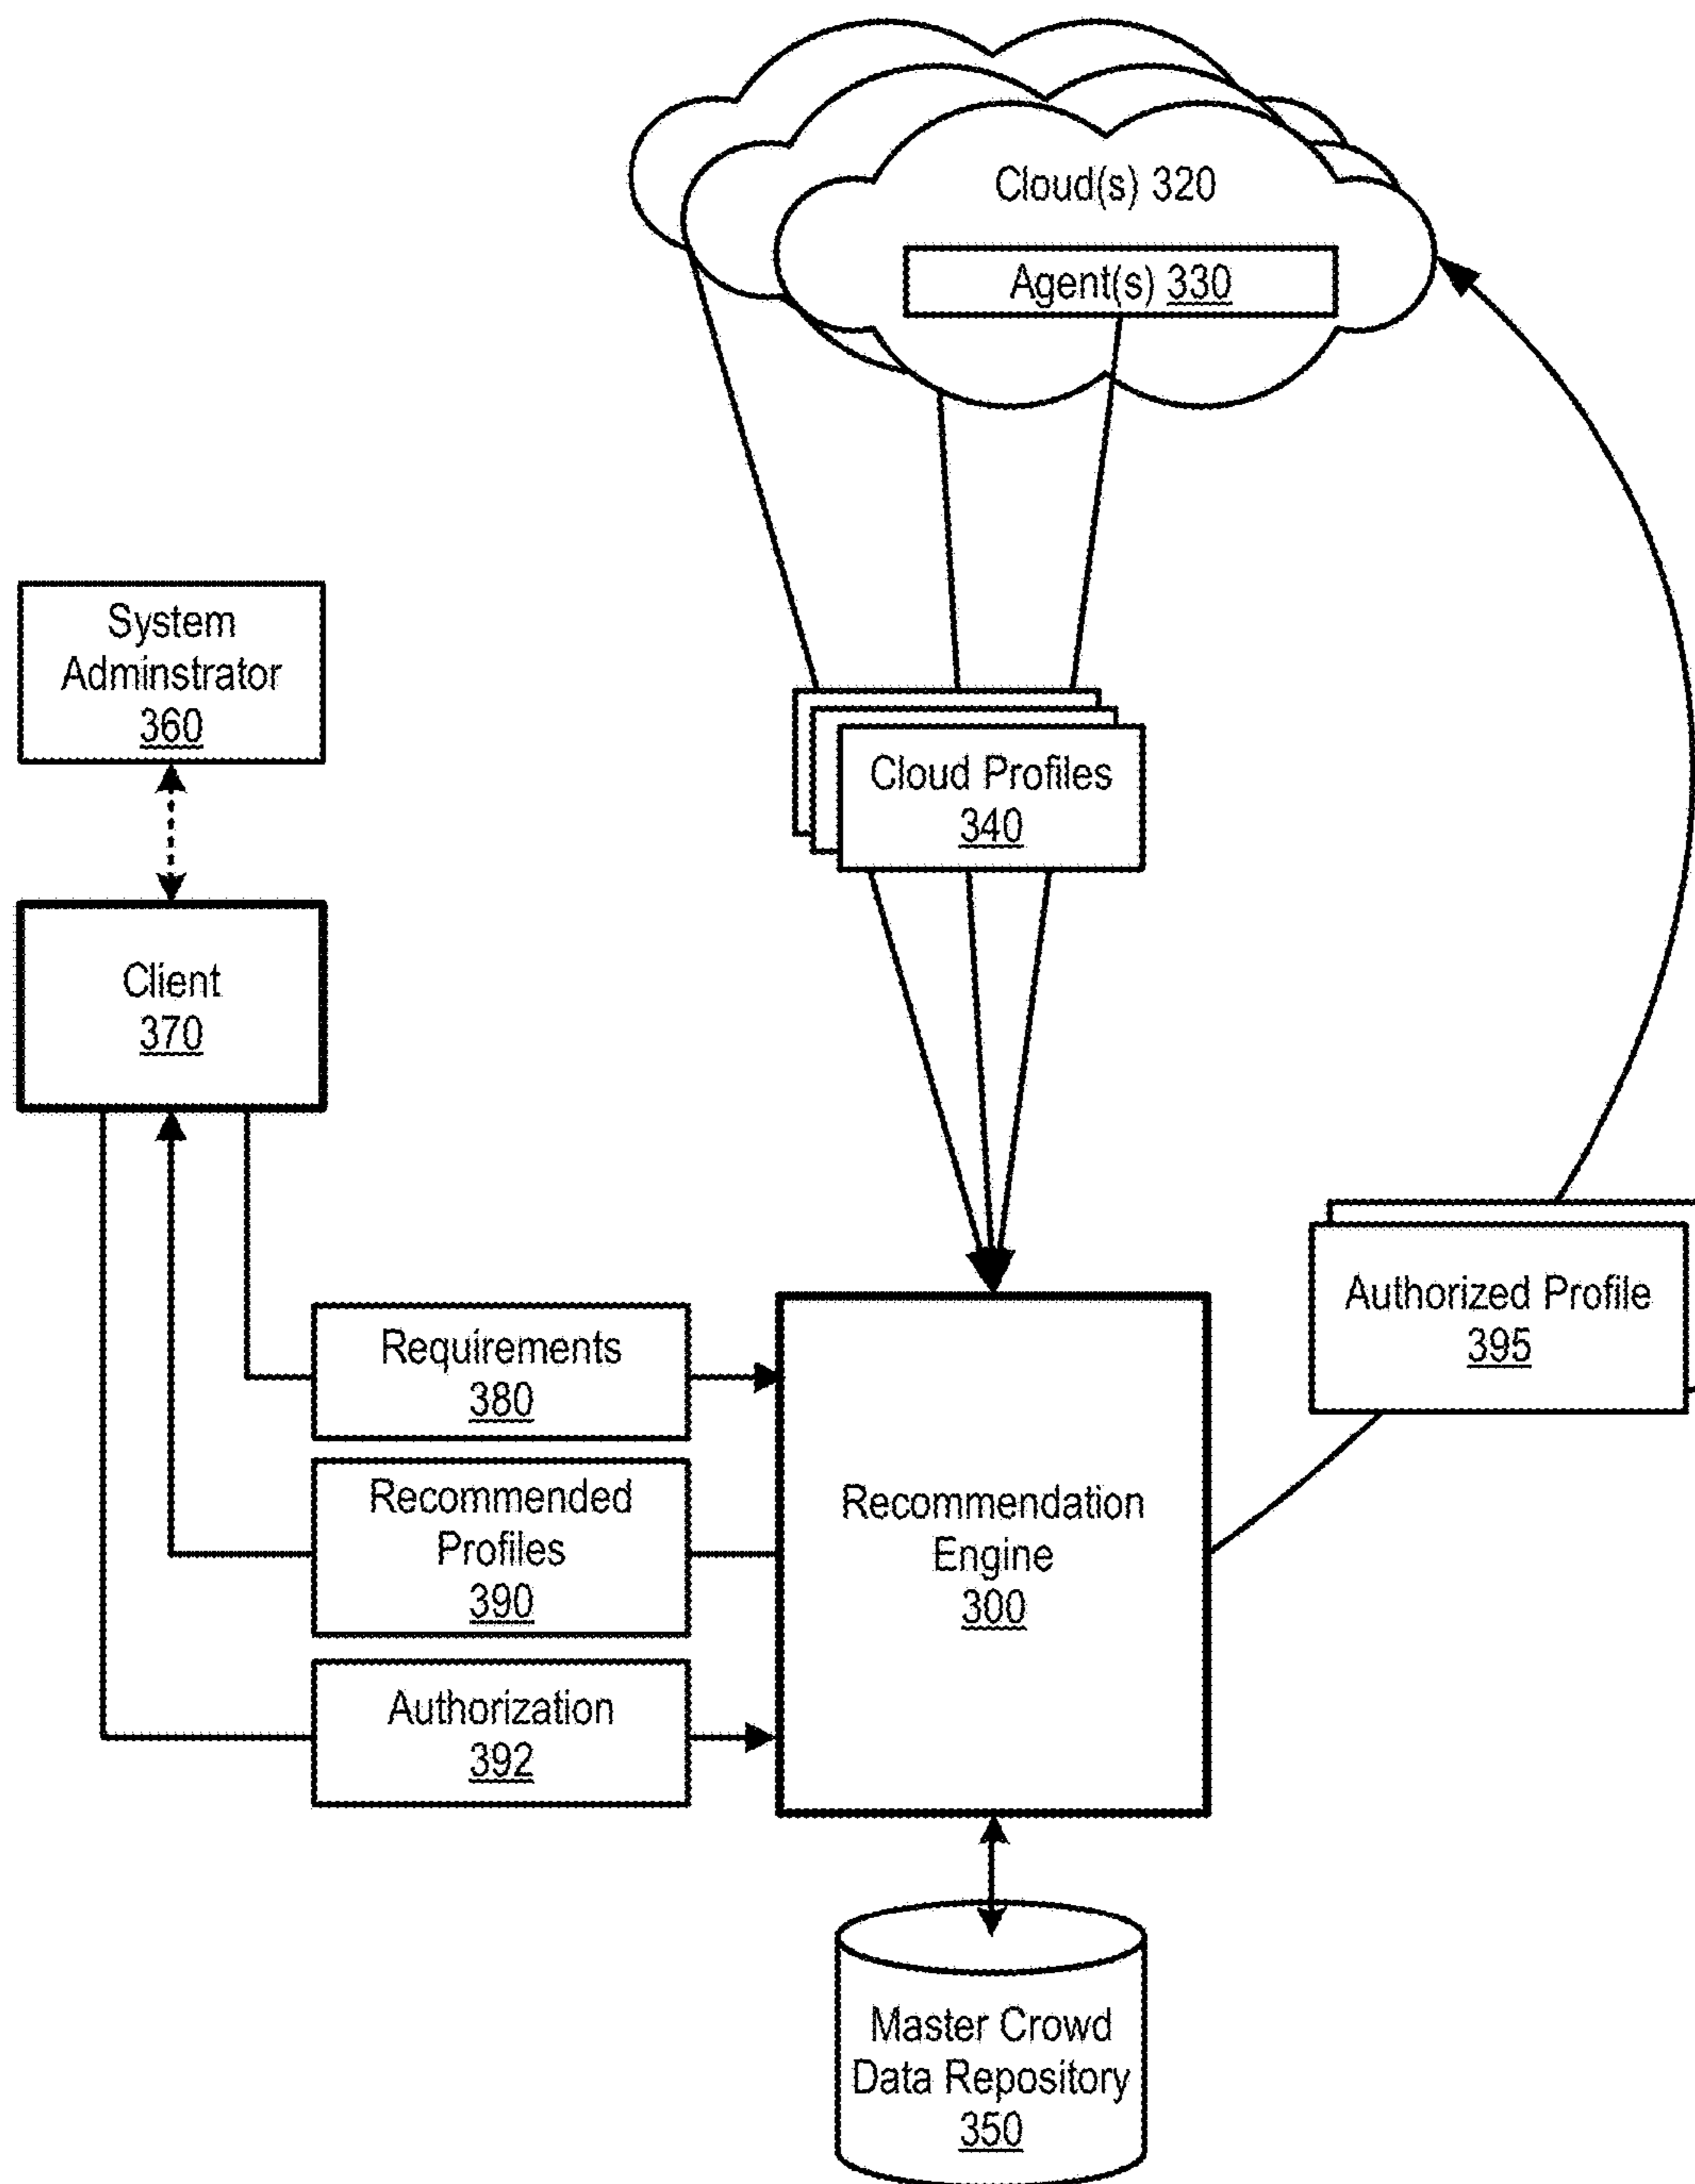 Cloud(s) 320
Agent(s) 330
System
Adminstrator
360
Cloud Profiles
340
Client
370
Authorized Profile
395
Requirements
380
Recommended
Profiles
390
Authorization
392
Recommendation
Engine
300
Master Crowd
Data Repository
350